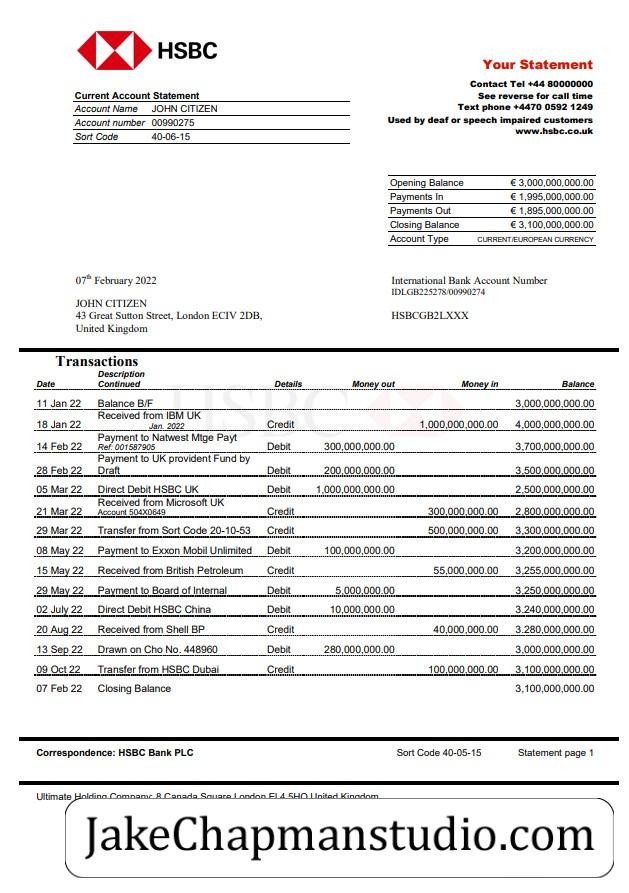 HSBC
Your Statement
Contact Tel +44 80000000
See reverse for call time
Text phone +4470 0592 1249
Used by deaf or speech impaired customers
www.hsbc.co.uk
Current Account Statement
Account Name JOHN CITIZEN
Account number 00990275
Sort Code 40-06-15
Opening Balance € 3,000,000,000.00
Payments In € 1,995,000,000.00
Payments Out € 1,895,000,000.00
Closing Balance € 3,100,000,000.00
Account Type CURRENT/EUROPEAN CURRENCY
07th February 2022
JOHN CITIZEN
43 Great Sutton Street, London ECIV 2DB,
United Kingdom
International Bank Account Number
IDLGB225278/00990274
HSBCGB2LXXX
Transactions
Date Description Continued Details Money out Money in Balance
HSBC
11 Jan 22 Balance B/F 3,000,000,000.00
18 Jan 22 Received from IBM UK Jan. 2022 Credit 1,000,000,000.00 4,000,000,000.00
14 Feb 22 Payment to Natwest Mtge Payt Ref: 001587905 Debit 300,000,000.00 3,700,000,000.00
28 Feb 22 Payment to UK provident Fund by Draft Debit 200,000,000.00 3,500,000,000.00
05 Mar 22 Direct Debit HSBC UK Debit 1,000,000,000.00 2,500,000,000.00
21 Mar 22 Received from Microsoft UK Account 504X0649 Credit 300,000,000.00 2,800,000,000.00
29 Mar 22 Transfer from Sort Code 20-10-53 Credit 500,000,000.00 3,300,000,000.00
08 May 22 Payment to Exxon Mobil Unlimited Debit 100,000,000.00 3,200,000,000.00
15 May 22 Received from British Petroleum Credit 55,000,000.00 3,255,000,000.00
29 May 22 Payment to Board of Internal Debit 5,000,000.00 3,250,000,000.00
02 July 22 Direct Debit HSBC China Debit 10,000,000.00 3.240,000,000.00
20 Aug 22 Received from Shell BP Credit 40,000,000.00 3.280,000,000.00
13 Sep 22 Drawn on Cho No. 448960 Debit 280,000,000.00 3,000,000,000.00
09 Oct 22 Transfer from HSBC Dubai Credit 100,000,000.00 3,100,000,000.00
07 Feb 22 Closing Balance 3,100,000,000.00
Correspondence: HSBC Bank PLC Sort Code 40-05-15 Statement page 1
Ultimate Holding Company: 8 Canada Square London EL4 5HQ United Kingdom
JakeChapmanstudio.com